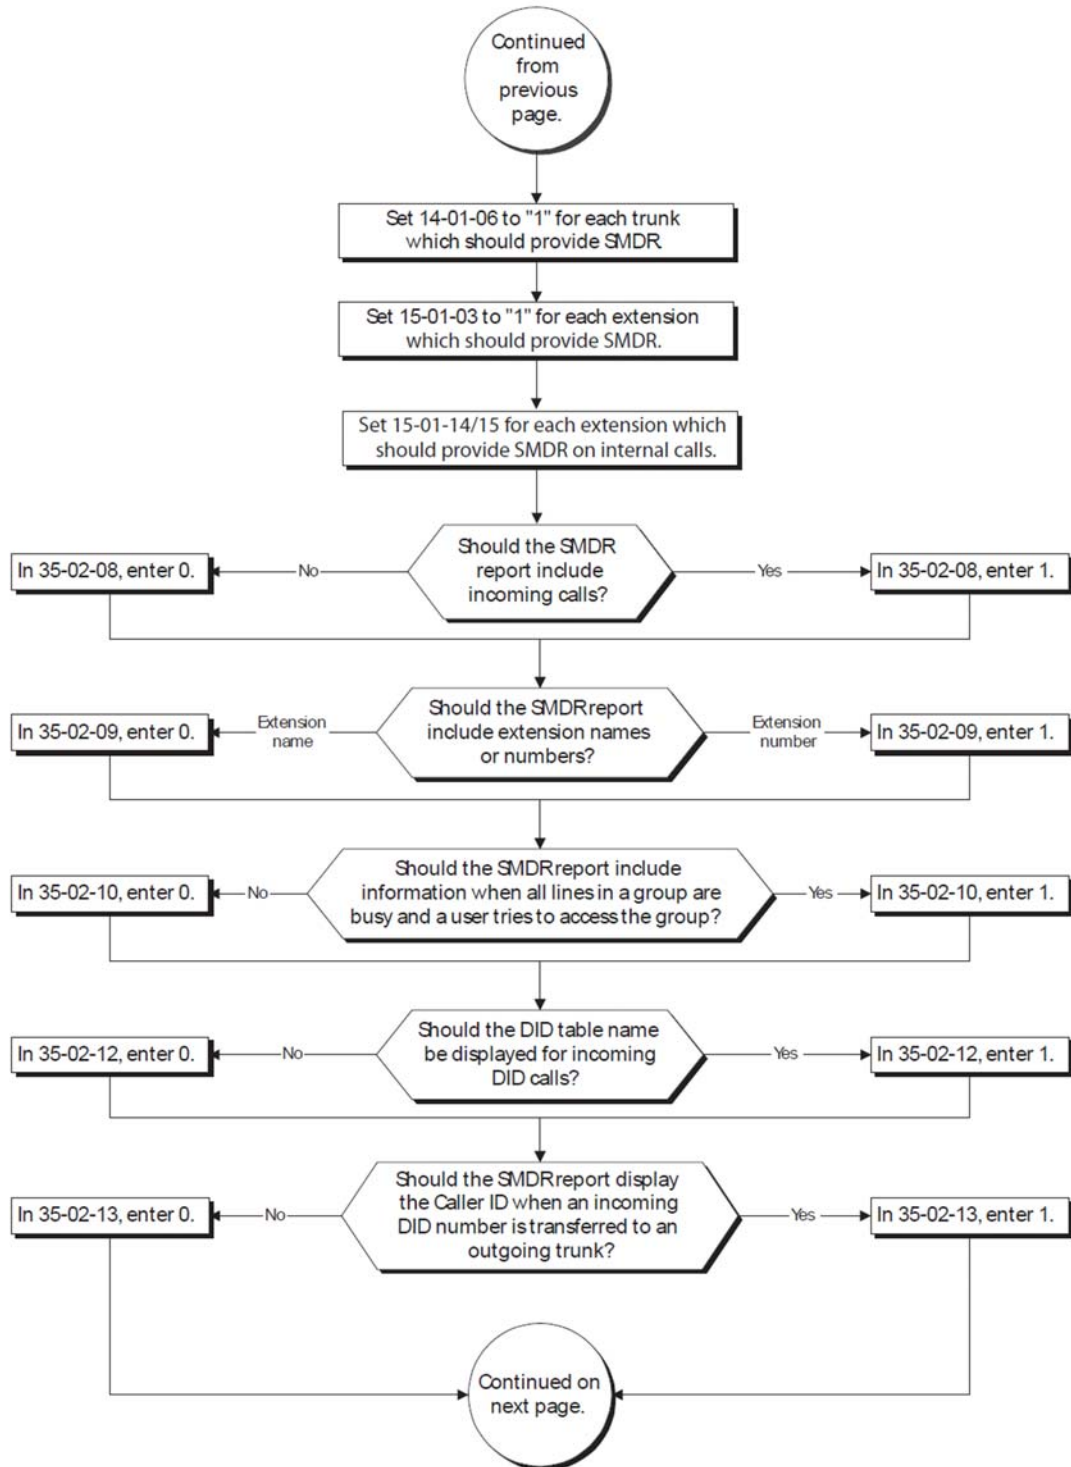 Continued
from
previous
page.
Set 14-01-06 to "1" for each trunk
which should provide SMDR.
Set 15-01-03 to "1" for each extension
which should provide SMDR.
Set 15-01-14/15 for each extension which
should provide SMDR on internal calls.
Should the SMDR
report include
incoming calls?
In 35-02-08, enter 0.
No
Yes
In 35-02-08, enter 1.
Should the SMDR report
include extension names
or numbers?
In 35-02-09, enter 0.
Extension
name
Extension
number
In 35-02-09, enter 1.
Should the SMDR report include
information when all lines in a group are
busy and a user tries to access the group?
In 35-02-10, enter 0.
No
Yes
In 35-02-10, enter 1.
Should the DID table name
be displayed for incoming
DID calls?
In 35-02-12, enter 0.
No
Yes
In 35-02-12, enter 1.
Should the SMDR report display
the Caller ID when an incoming
DID number is transferred to an
outgoing trunk?
In 35-02-13, enter 0.
No
Yes
In 35-02-13, enter 1.
Continued on
next page.